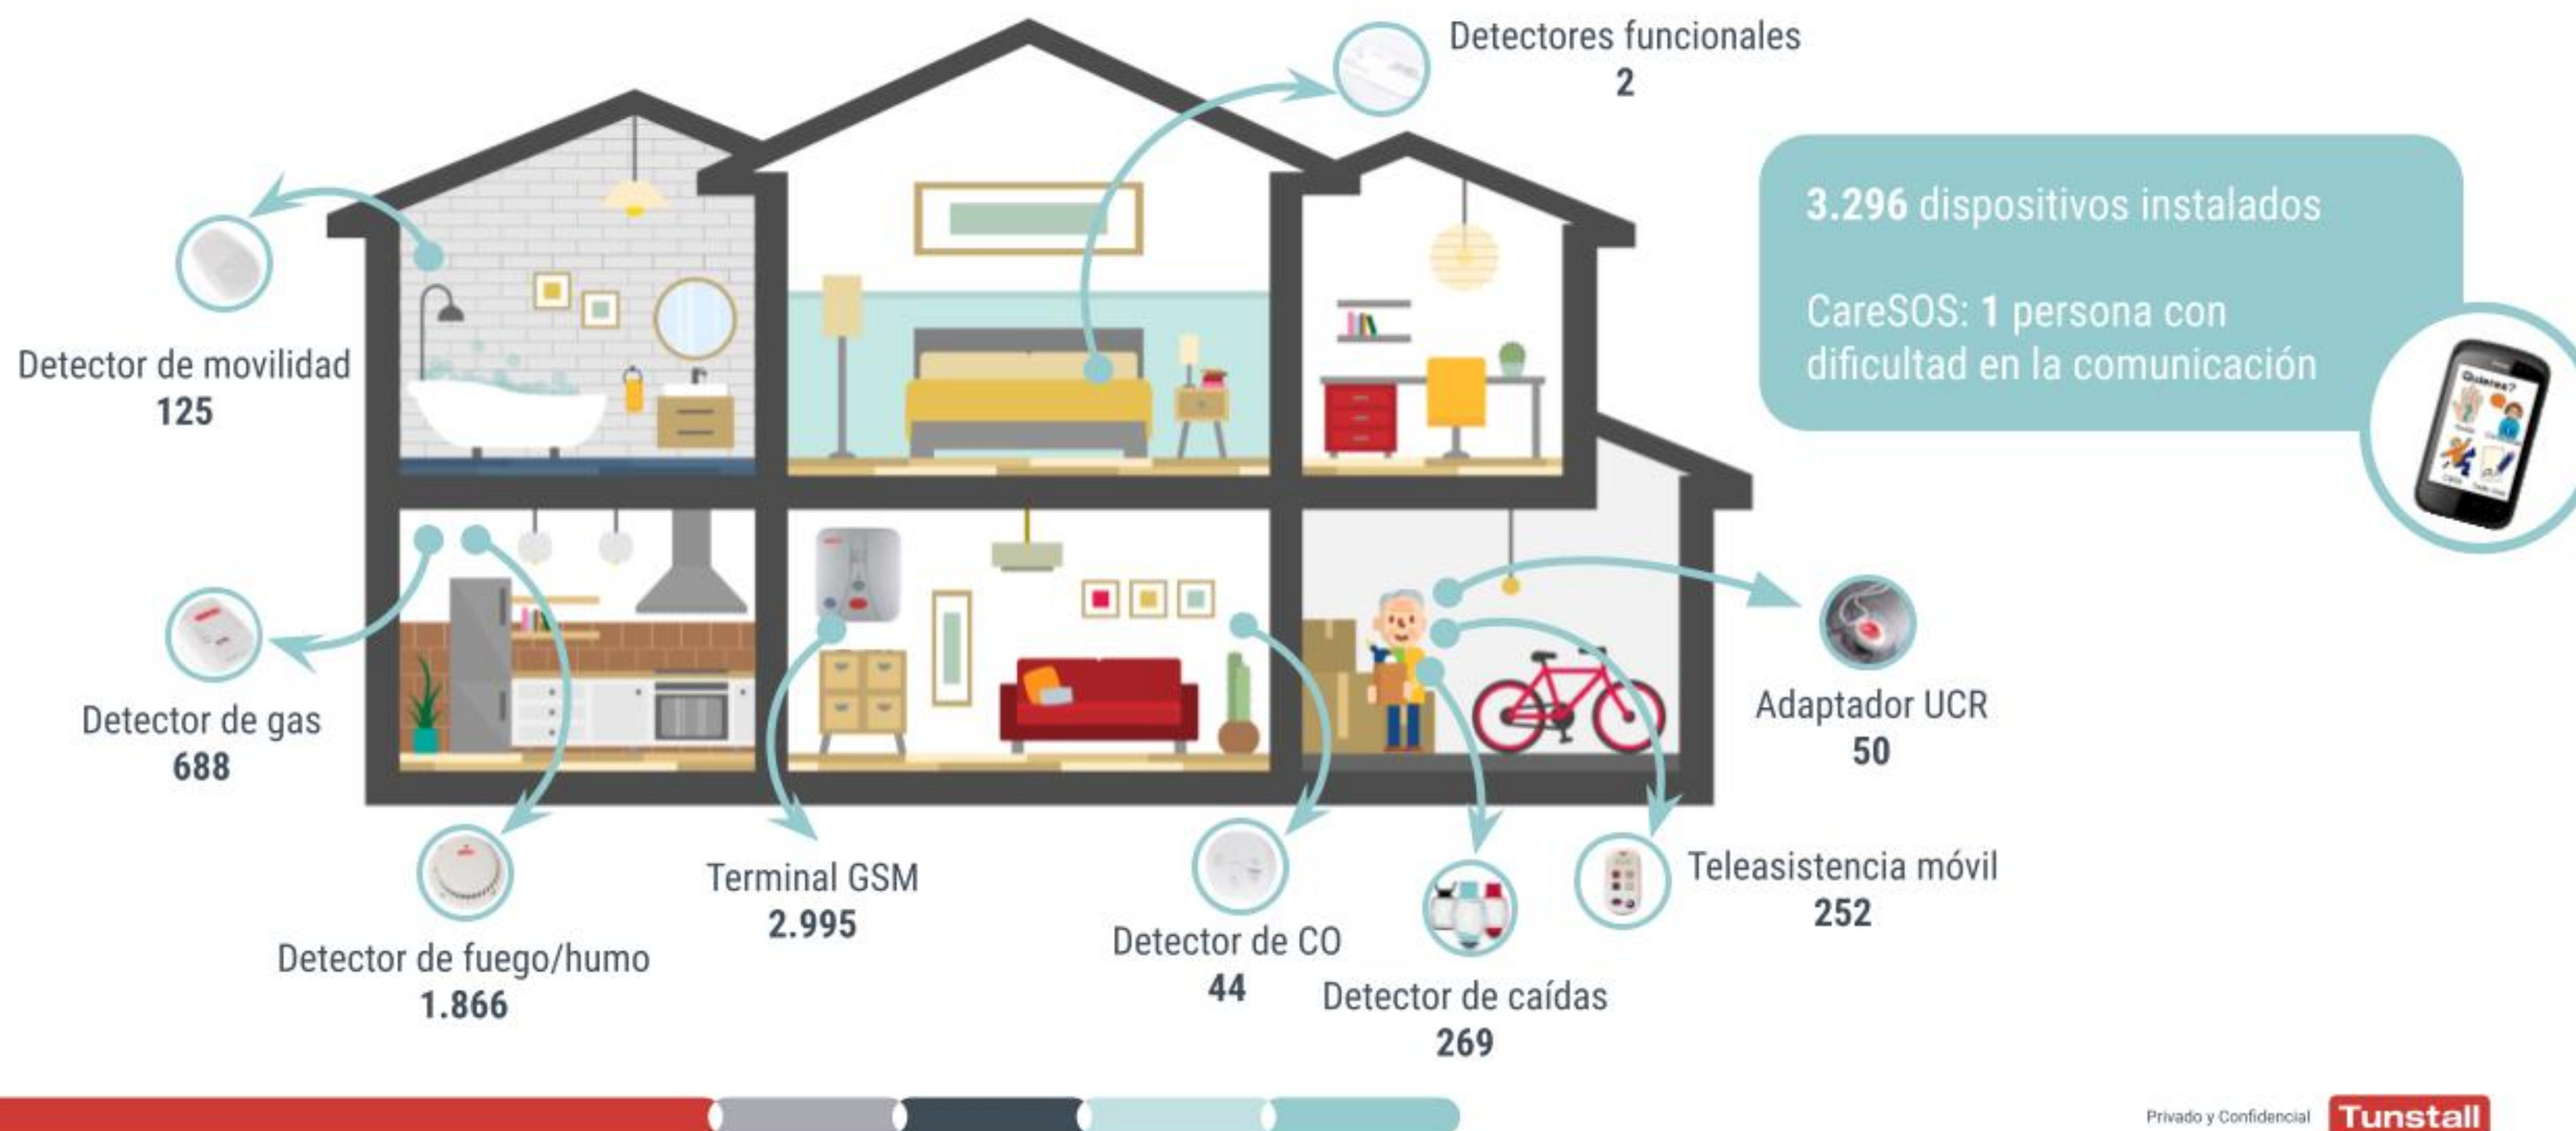 Detectores funcionales
2
3.296 dispositivos instalados
CareSOS: 1 persona con
dificultad en la comunicación
Quieres?
Detector de movilidad
125
Detector de gas
688
Adaptador UCR
50
Detector de fuego/humo
1.866
Terminal GSM
2.995
Detector de CO
44
Detector de caídas
269
Teleasistencia móvil
252
Privado y Confidencial
Tunstall